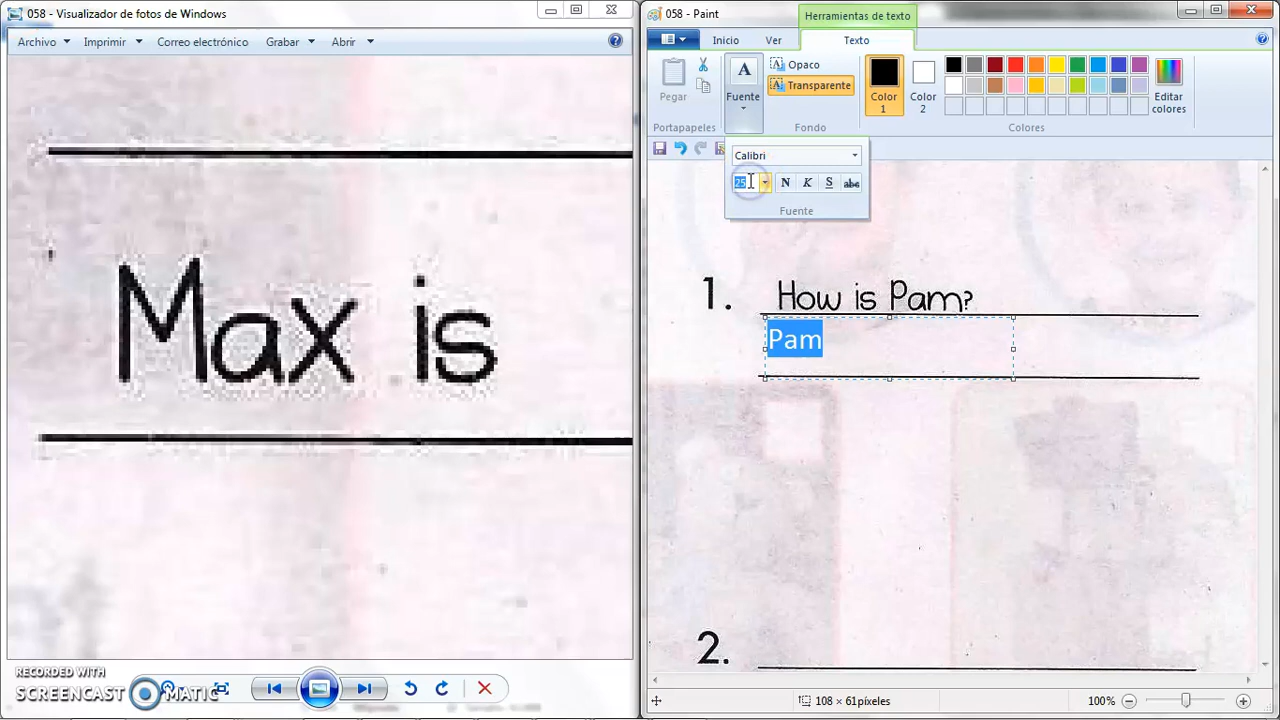 058 - Visualizador de fotos de Windows
Archivo Imprimir Correo electrónico Grabar Abrir
Max is
RECORDED WITH
SCREENCAST MATIC
058 - Paint
Herramientas de texto
Inicio Ver Texto
Pegar
Portapapeles
A
Fuente
Opaco
Transparente
Fondo
Color 1
Color 2
Editar colores
Colores
Calibri
25 N K S abc
Fuente
1. How is Pam?
Pam
2.
108 × 61píxeles
100%